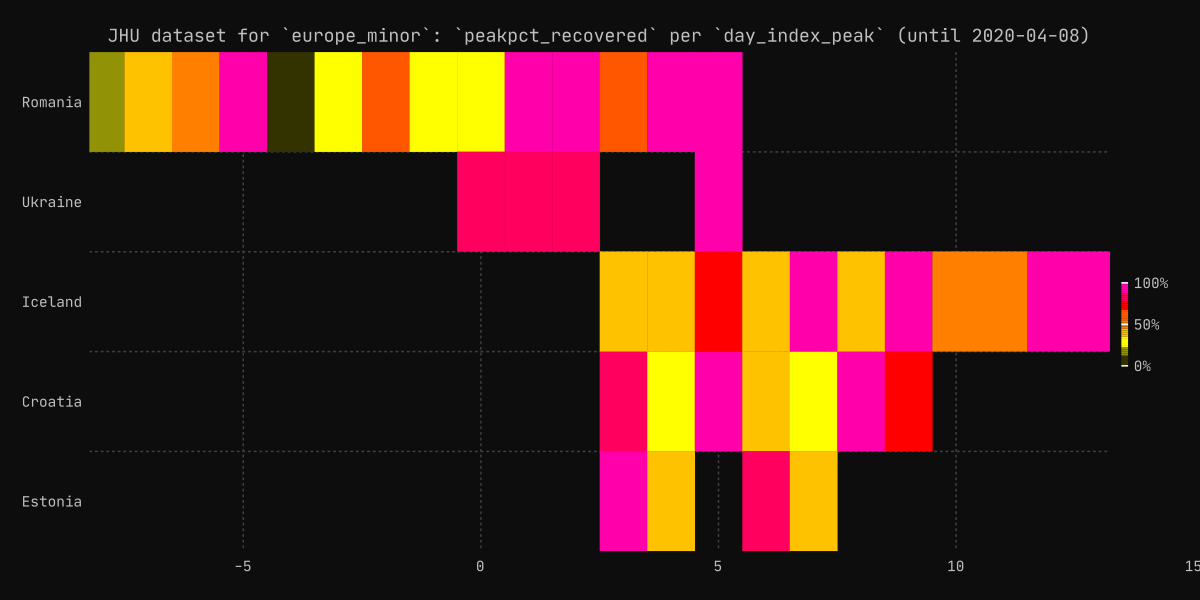 JHU dataset for `europe_minor`: `peakpct_recovered` per `day_index_peak` (until 2020-04-08)
Romania
Ukraine
Iceland
Croatia
Estonia
100%
50%
0%
−5
0
5
10
15